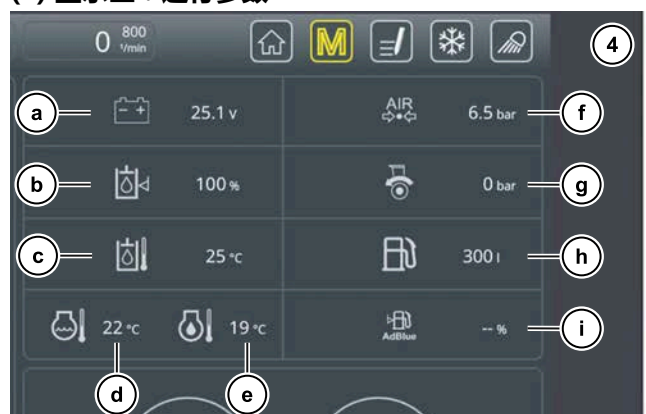 0 800 1/min
4
a 25.1 v
AIR 6.5 bar f
b 100 %
0 bar g
c 25 °C
300 l h
22 °C 19 °C
AdBlue -- % i
d e